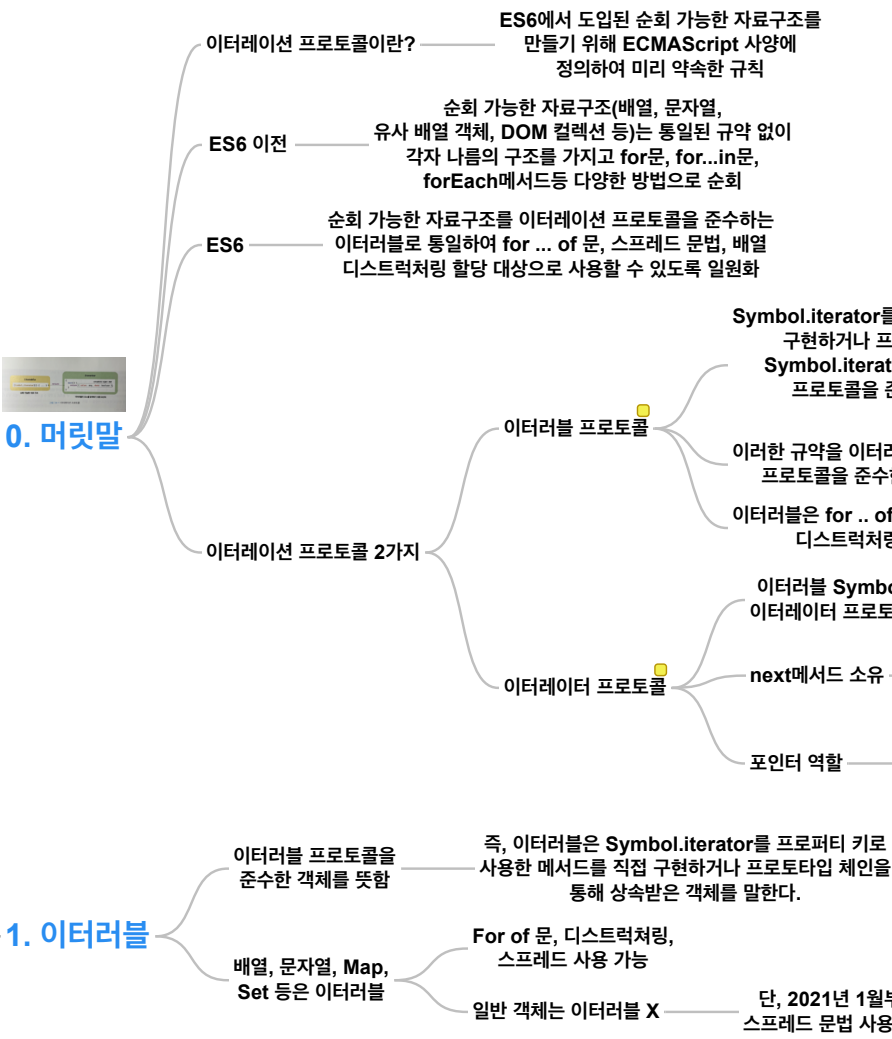 이터레이션 프로토콜이란?
ES6에서 도입된 순회 가능한 자료구조를
만들기 위해 ECMAScript 사양에
정의하여 미리 약속한 규칙
ES6 이전
순회 가능한 자료구조(배열, 문자열,
유사 배열 객체, DOM 컬렉션 등)는 통일된 규약 없이
각자 나름의 구조를 가지고 for문, for...in문,
forEach메서드등 다양한 방법으로 순회
ES6
순회 가능한 자료구조를 이터레이션 프로토콜을 준수하는
이터러블로 통일하여 for ... of 문, 스프레드 문법, 배열
디스트럭처링 할당 대상으로 사용할 수 있도록 일원화
0. 머릿말
이터레이션 프로토콜 2가지
이터러블 프로토콜
Symbol.iterator를
구현하거나 프
Symbol.iterat
프로토콜을 준
이러한 규약을 이터러
프로토콜을 준수한
이터러블은 for .. of
디스트럭처링
이터레이터 프로토콜
이터러블 Symbo
이터레이터 프로토
next메서드 소유
포인터 역할
1. 이터러블
이터러블 프로토콜을
준수한 객체를 뜻함
즉, 이터러블은 Symbol.iterator를 프로퍼티 키로
사용한 메서드를 직접 구현하거나 프로토타입 체인을
통해 상속받은 객체를 말한다.
배열, 문자열, Map,
Set 등은 이터러블
For of 문, 디스트럭쳐링,
스프레드 사용 가능
일반 객체는 이터러블 X
단, 2021년 1월부
스프레드 문법 사용